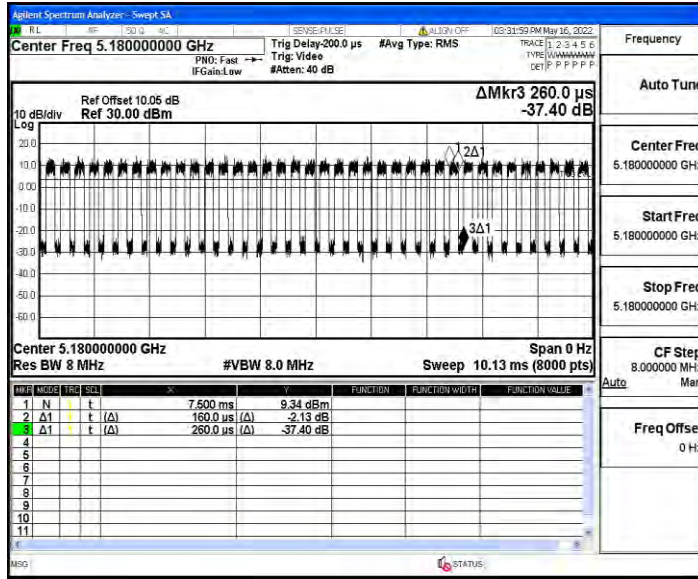 Agilent Spectrum Analyzer - Swept SA
RL RF 50 Ω AC SENSE:PULSE ALIGN OFF 03:31:59 PM May 16, 2022
Center Freq 5.180000000 GHz
PNO: Fast
IFGain:Low
Trig Delay-200.0 µs
Trig: Video
#Atten: 40 dB
#Avg Type: RMS
TRACE 1 2 3 4 5 6
TYPE WWWWWW
DET P P P P P P
Ref Offset 10.05 dB
10 dB/div Ref 30.00 dBm
Log
ΔMkr3 260.0 µs
-37.40 dB
20.0
10.0
0.00
-10.0
-20.0
-30.0
-40.0
-50.0
-60.0
1
2Δ1
3Δ1
Center 5.180000000 GHz Span 0 Hz
Res BW 8 MHz #VBW 8.0 MHz Sweep 10.13 ms (8000 pts)
MKR MODE TRC SCL X Y FUNCTION FUNCTION WIDTH FUNCTION VALUE
1 N 1 t 7.500 ms 9.34 dBm
2 Δ1 1 t (Δ) 160.0 µs (Δ) -2.13 dB
3 Δ1 1 t (Δ) 260.0 µs (Δ) -37.40 dB
4
5
6
7
8
9
10
11
MSG STATUS
Frequency
Auto Tune
Center Freq
5.180000000 GHz
Start Freq
5.180000000 GHz
Stop Freq
5.180000000 GHz
CF Step
8.000000 MHz
Auto Man
Freq Offset
0 Hz